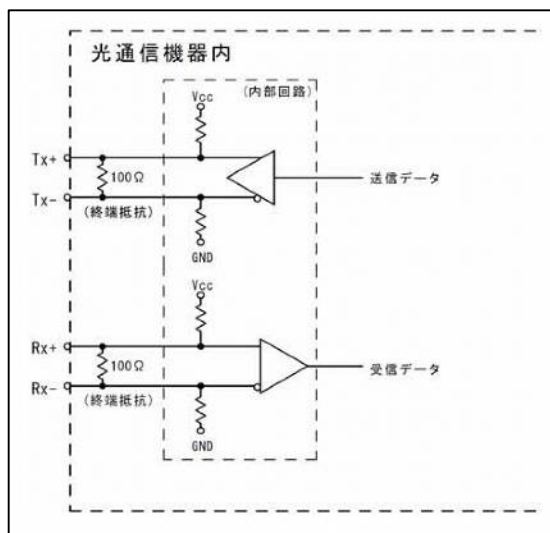 光通信機器内
(内部回路)
Vcc
Tx+
100Ω
送信データ
Tx-
(終端抵抗)
GND
Vcc
Rx+
100Ω
受信データ
Rx-
(終端抵抗)
GND